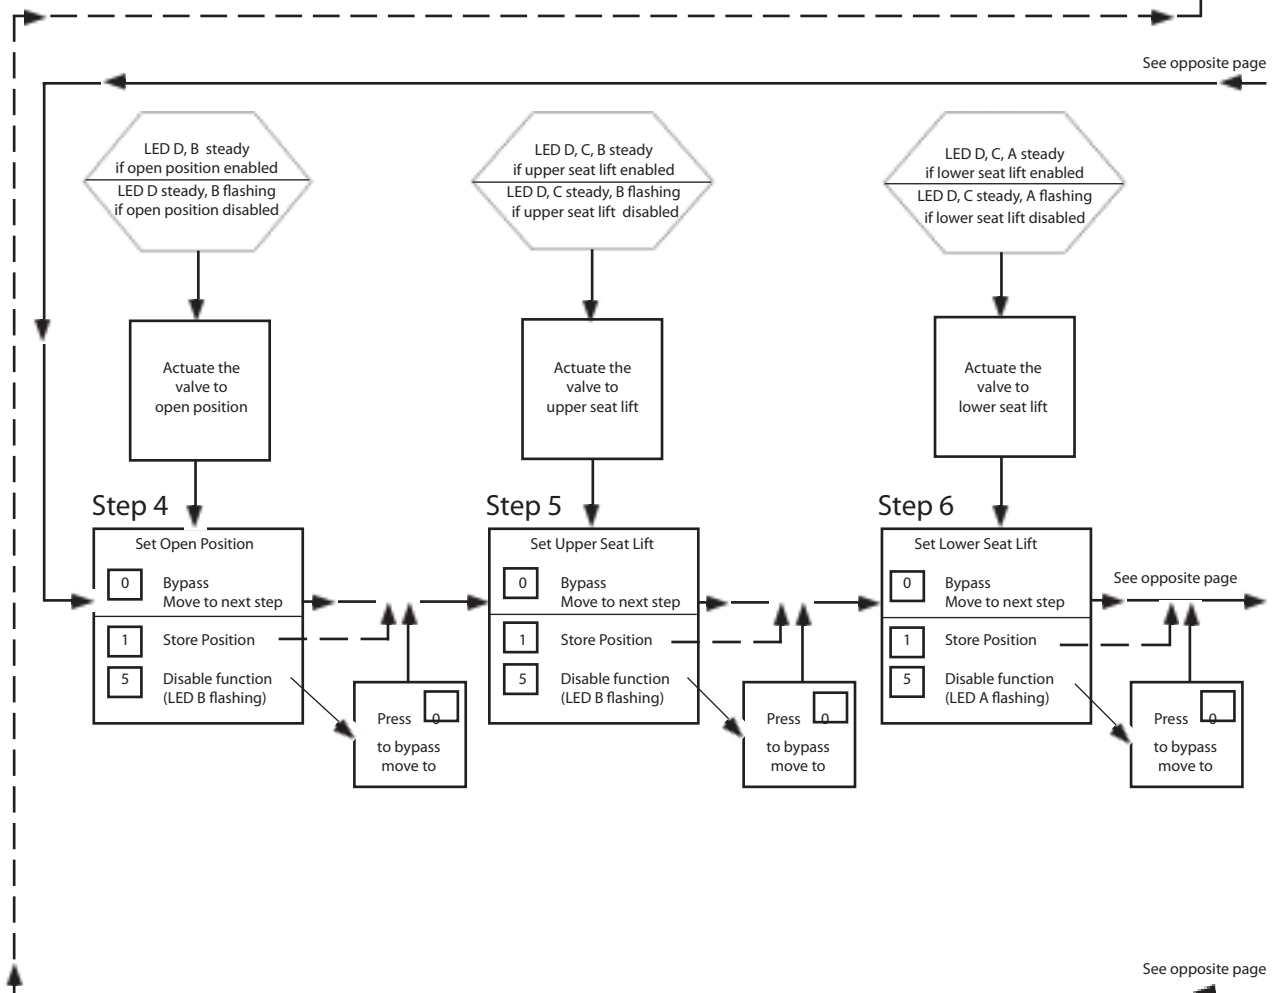 See opposite page
LED D, B steady
if open position enabled
LED D steady, B flashing
if open position disabled
LED D, C, B steady
if upper seat lift enabled
LED D, C steady, B flashing
if upper seat lift disabled
LED D, C, A steady
if lower seat lift enabled
LED D, C steady, A flashing
if lower seat lift disabled
Actuate the
valve to
open position
Actuate the
valve to
upper seat lift
Actuate the
valve to
lower seat lift
Step 4
Set Open Position
0 Bypass
Move to next step
1 Store Position
5 Disable function
(LED B flashing)
Press 0
to bypass
move to
Step 5
Set Upper Seat Lift
0 Bypass
Move to next step
1 Store Position
5 Disable function
(LED B flashing)
Press 0
to bypass
move to
Step 6
Set Lower Seat Lift
0 Bypass
Move to next step
1 Store Position
5 Disable function
(LED A flashing)
See opposite page
Press 0
to bypass
move to
See opposite page